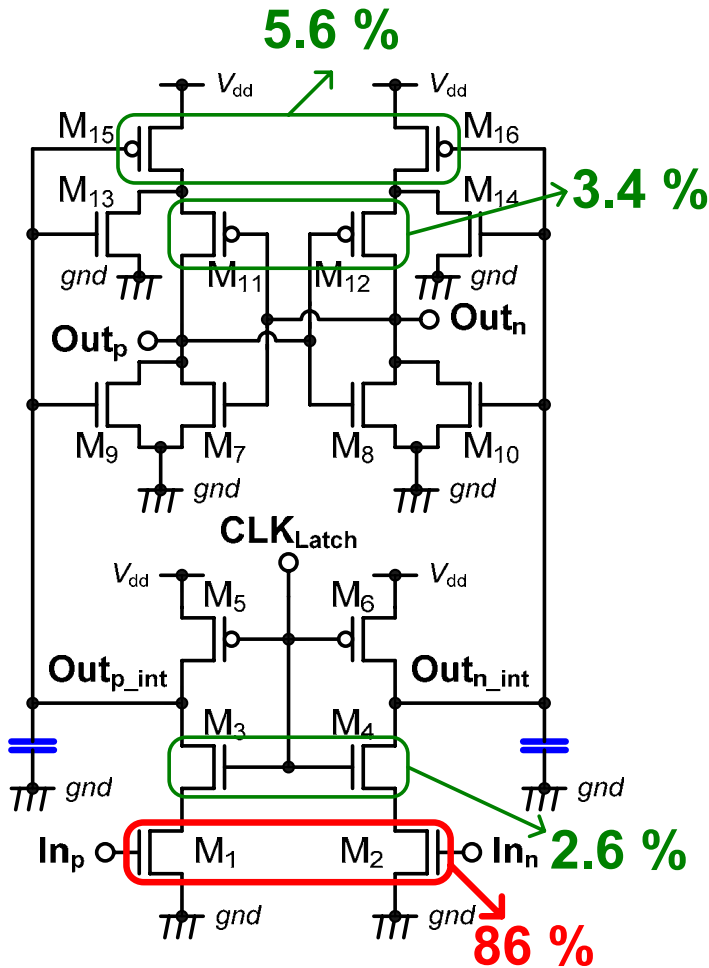 5.6 %
Vdd Vdd
M15 M16
M13 M14 3.4 %
gnd M11 M12 gnd
Outp Outn
M9 M7 M8 M10
gnd gnd
CLKLatch
Vdd M5 M6 Vdd
Outp_int Outn_int
M3 M4
gnd gnd
Inp M1 M2 Inn 2.6 %
gnd gnd
86 %